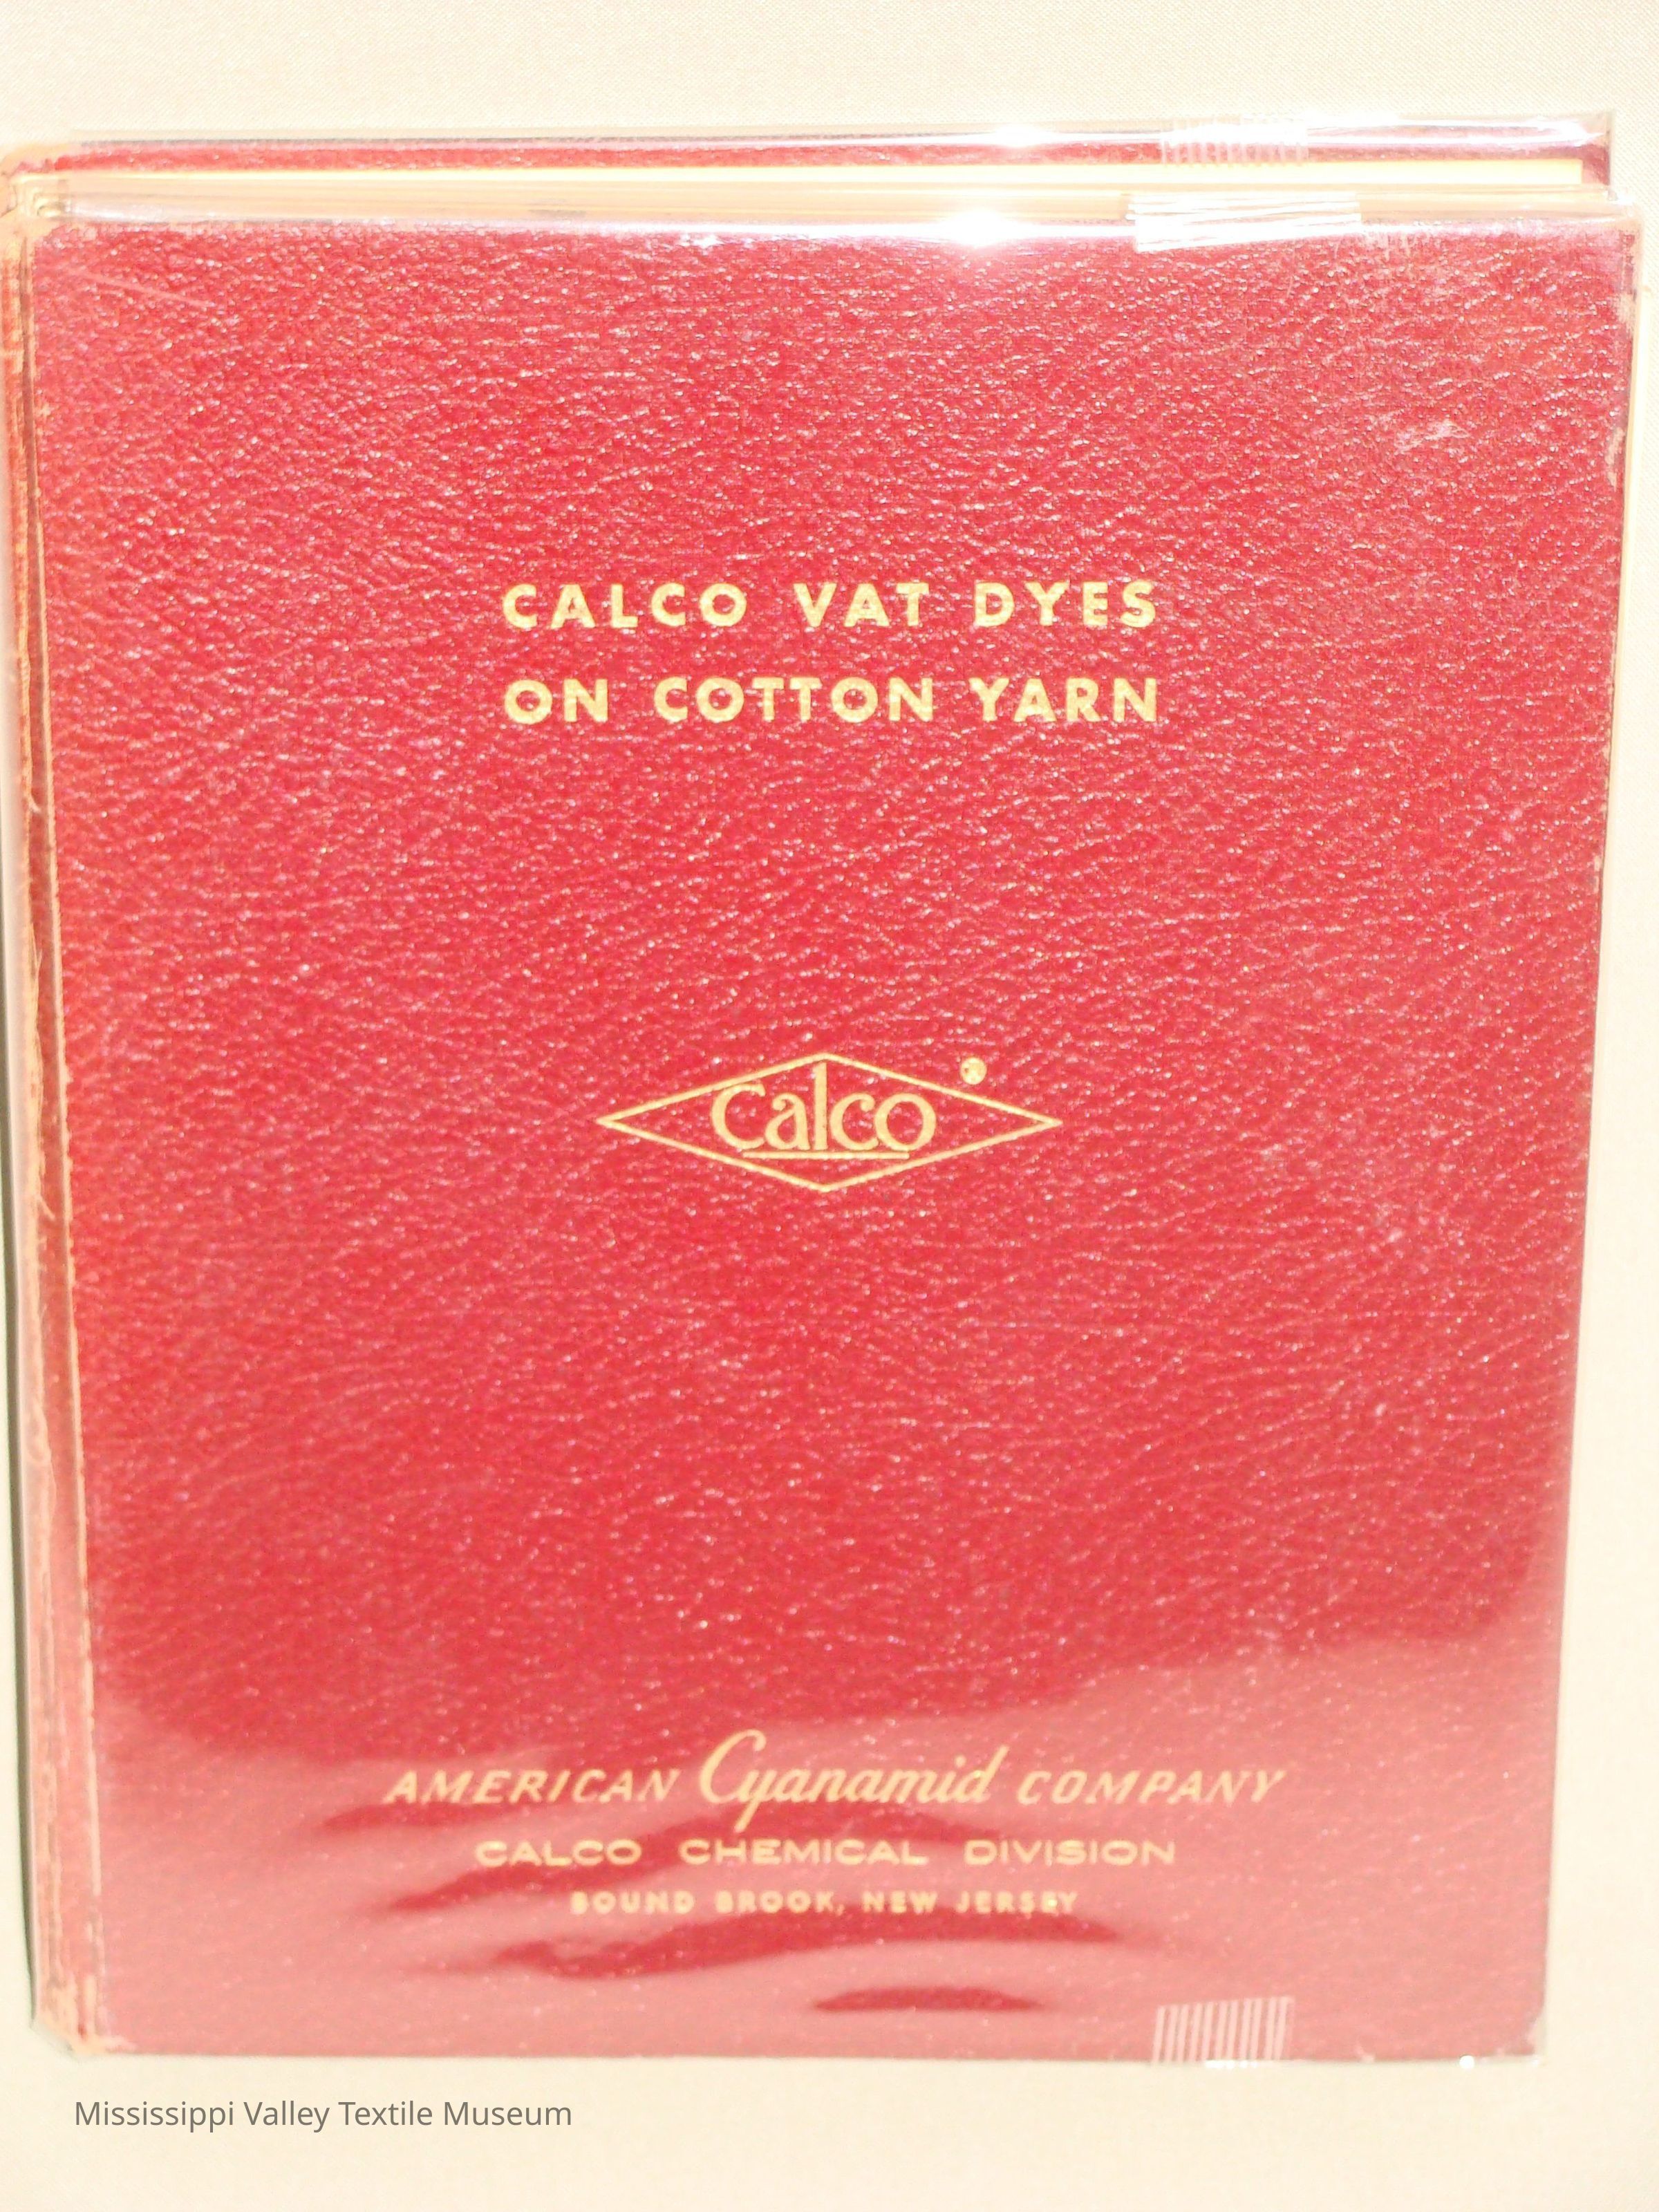 CALCO VAT DYES
ON COTTON YARN
Calco
AMERICAN Cyanamid COMPANY
CALCO CHEMICAL DIVISION
BOUND BROOK, NEW JERSEY
Mississippi Valley Textile Museum